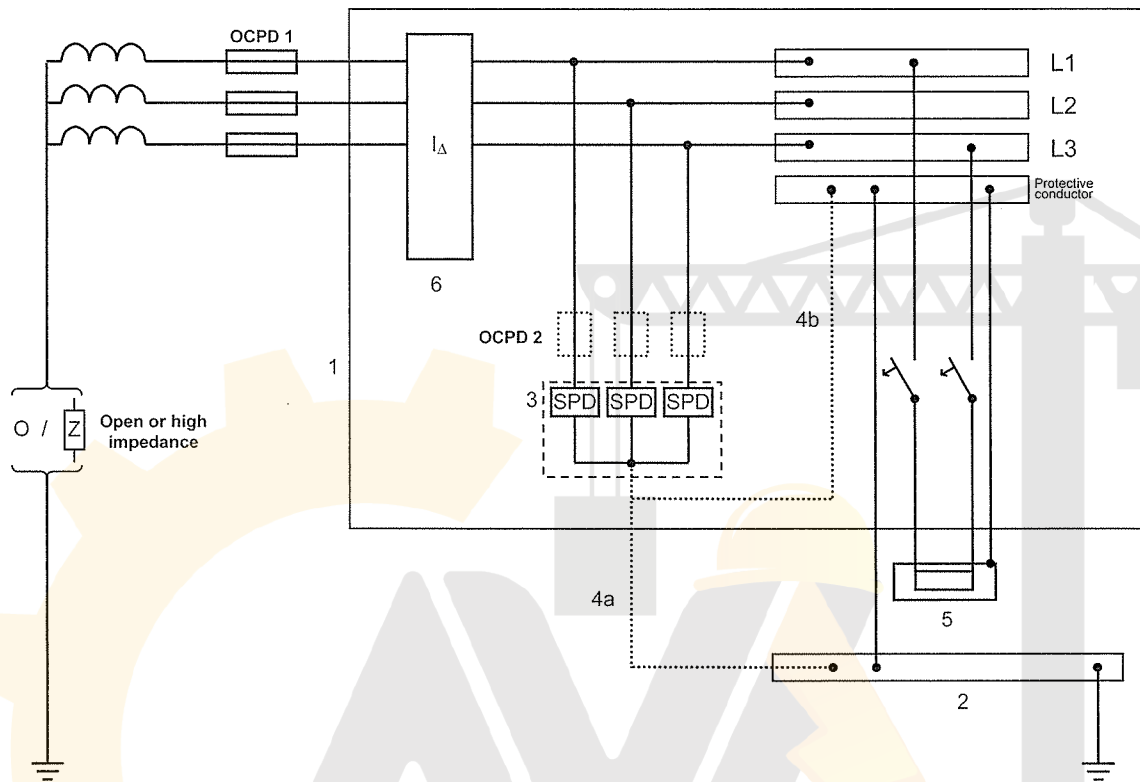 OCPD 1
L1
L2
L3
I∆
Protective
conductor
6
4b
OCPD 2
1
3
SPD SPD SPD
O / Z
Open or high
impedance
4a
5
2